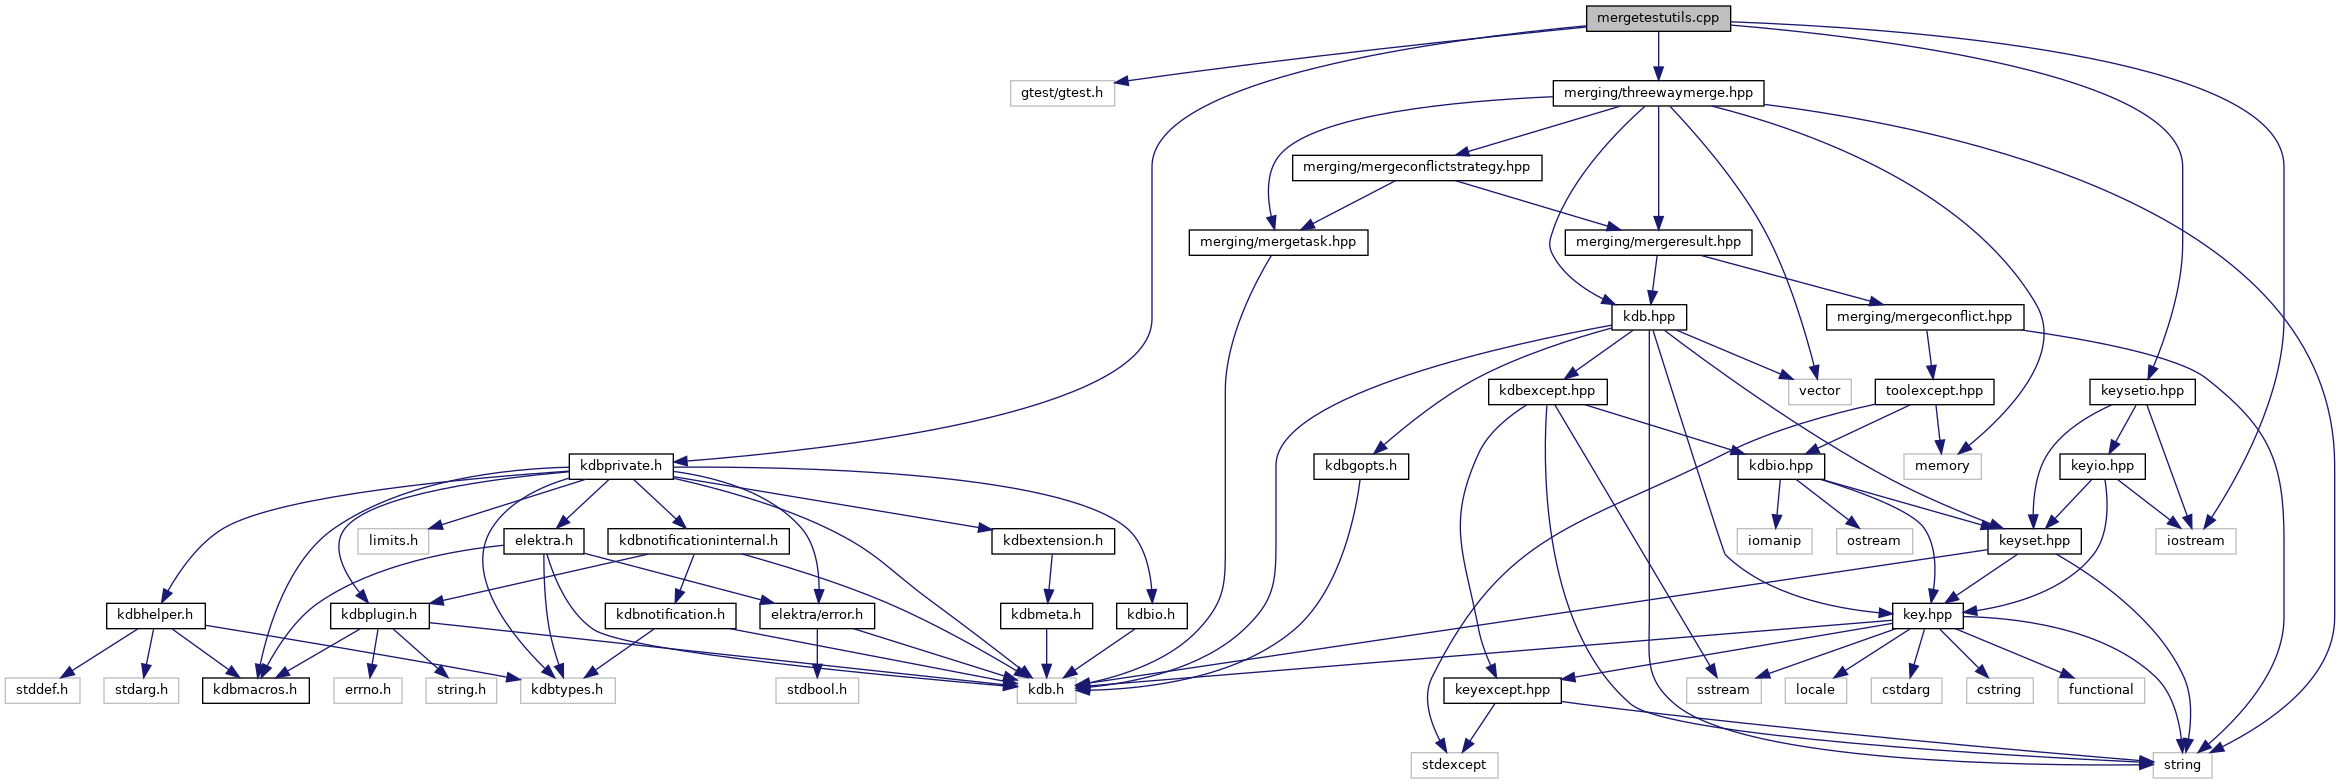 mergetestutils.cpp
gtest/gtest.h
merging/threewaymerge.hpp
merging/mergeconflictstrategy.hpp
merging/mergetask.hpp
merging/mergeresult.hpp
kdb.hpp
merging/mergeconflict.hpp
kdbexcept.hpp
vector
toolexcept.hpp
keysetio.hpp
kdbprivate.h
kdbgopts.h
kdbio.hpp
memory
keyio.hpp
limits.h
elektra.h
kdbnotificationinternal.h
kdbextension.h
iomanip
ostream
keyset.hpp
iostream
kdbhelper.h
kdbplugin.h
kdbnotification.h
elektra/error.h
kdbmeta.h
kdbio.h
key.hpp
stddef.h
stdarg.h
kdbmacros.h
errno.h
string.h
kdbtypes.h
stdbool.h
kdb.h
keyexcept.hpp
sstream
locale
cstdarg
cstring
functional
stdexcept
string